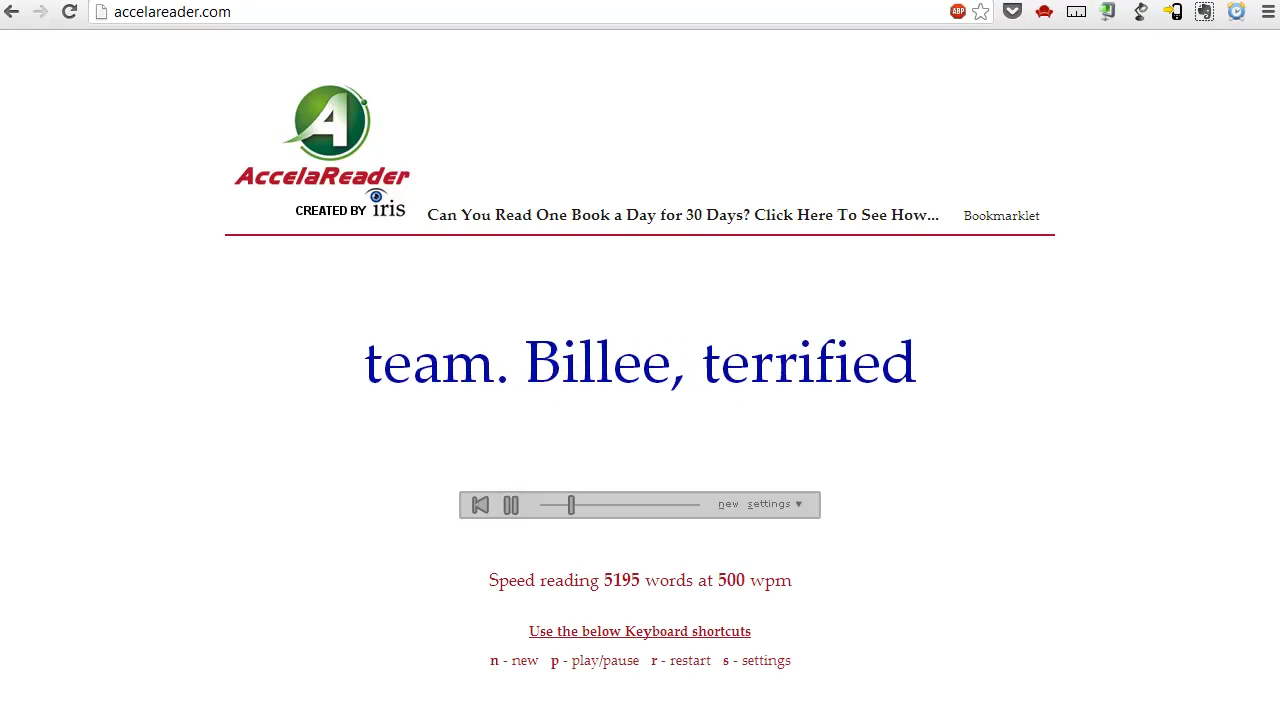 accelareader.com
ABP
A
AccelaReader
CREATED BY iris
Can You Read One Book a Day for 30 Days? Click Here To See How... Bookmarklet
team. Billee, terrified
new settings ▼
Speed reading 5195 words at 500 wpm
Use the below Keyboard shortcuts
n - new p - play/pause r - restart s - settings